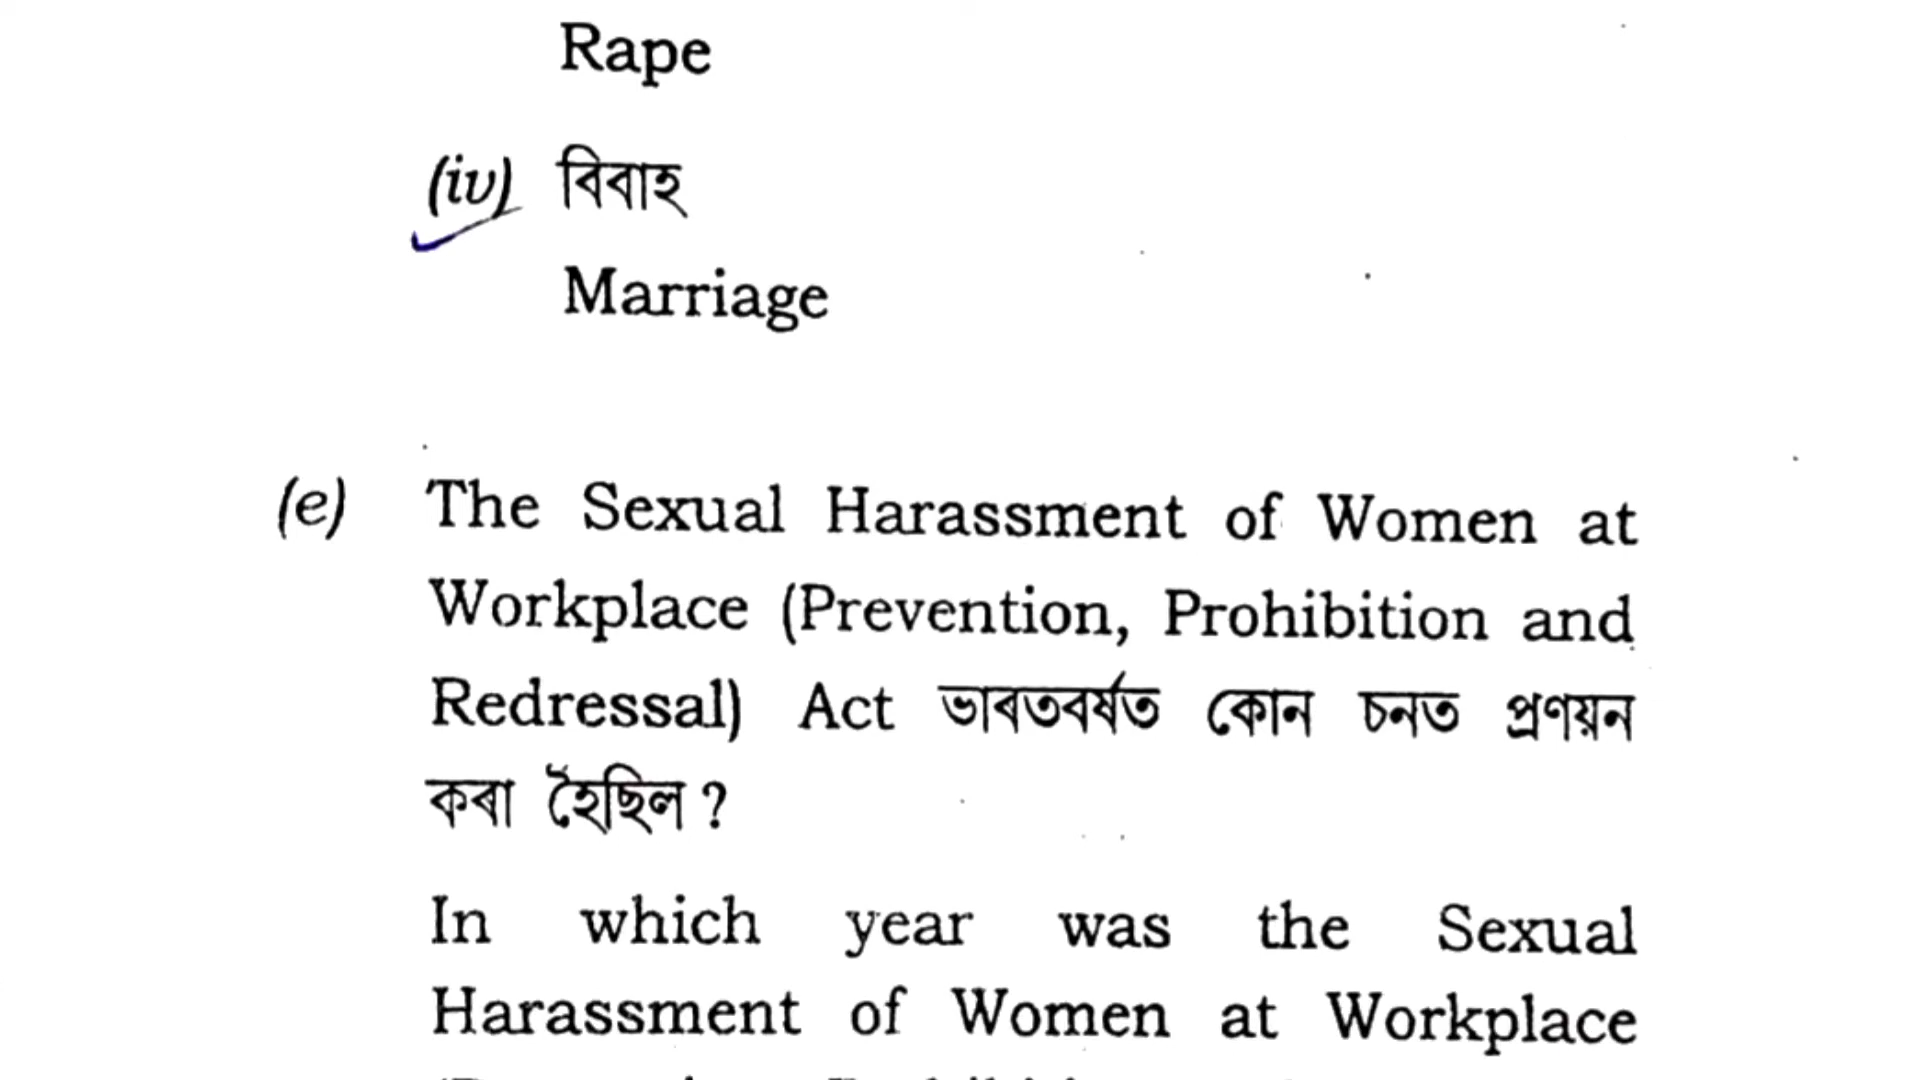 Rape
(iv) বিবাহ
Marriage
(e) The Sexual Harassment of Women at
Workplace (Prevention, Prohibition and
Redressal) Act ভাৰতবৰ্ষত কোন চনত প্ৰণয়ন
কৰা হৈছিল ?
In which year was the Sexual
Harassment of Women at Workplace